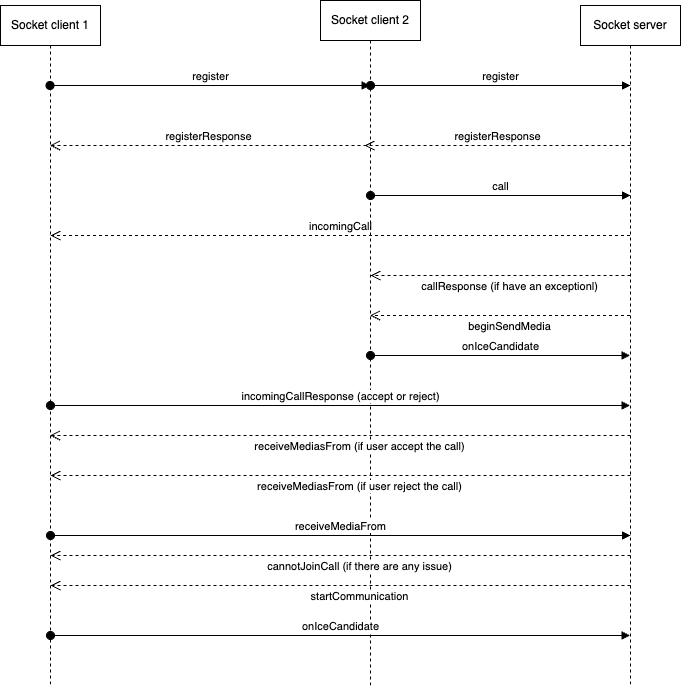 Socket client 1
Socket client 2
Socket server
register
register
registerResponse
registerResponse
call
incomingCall
callResponse (if have an exceptionl)
beginSendMedia
onIceCandidate
incomingCallResponse (accept or reject)
receiveMediasFrom (if user accept the call)
receiveMediasFrom (if user reject the call)
receiveMediaFrom
cannotJoinCall (if there are any issue)
startCommunication
onIceCandidate